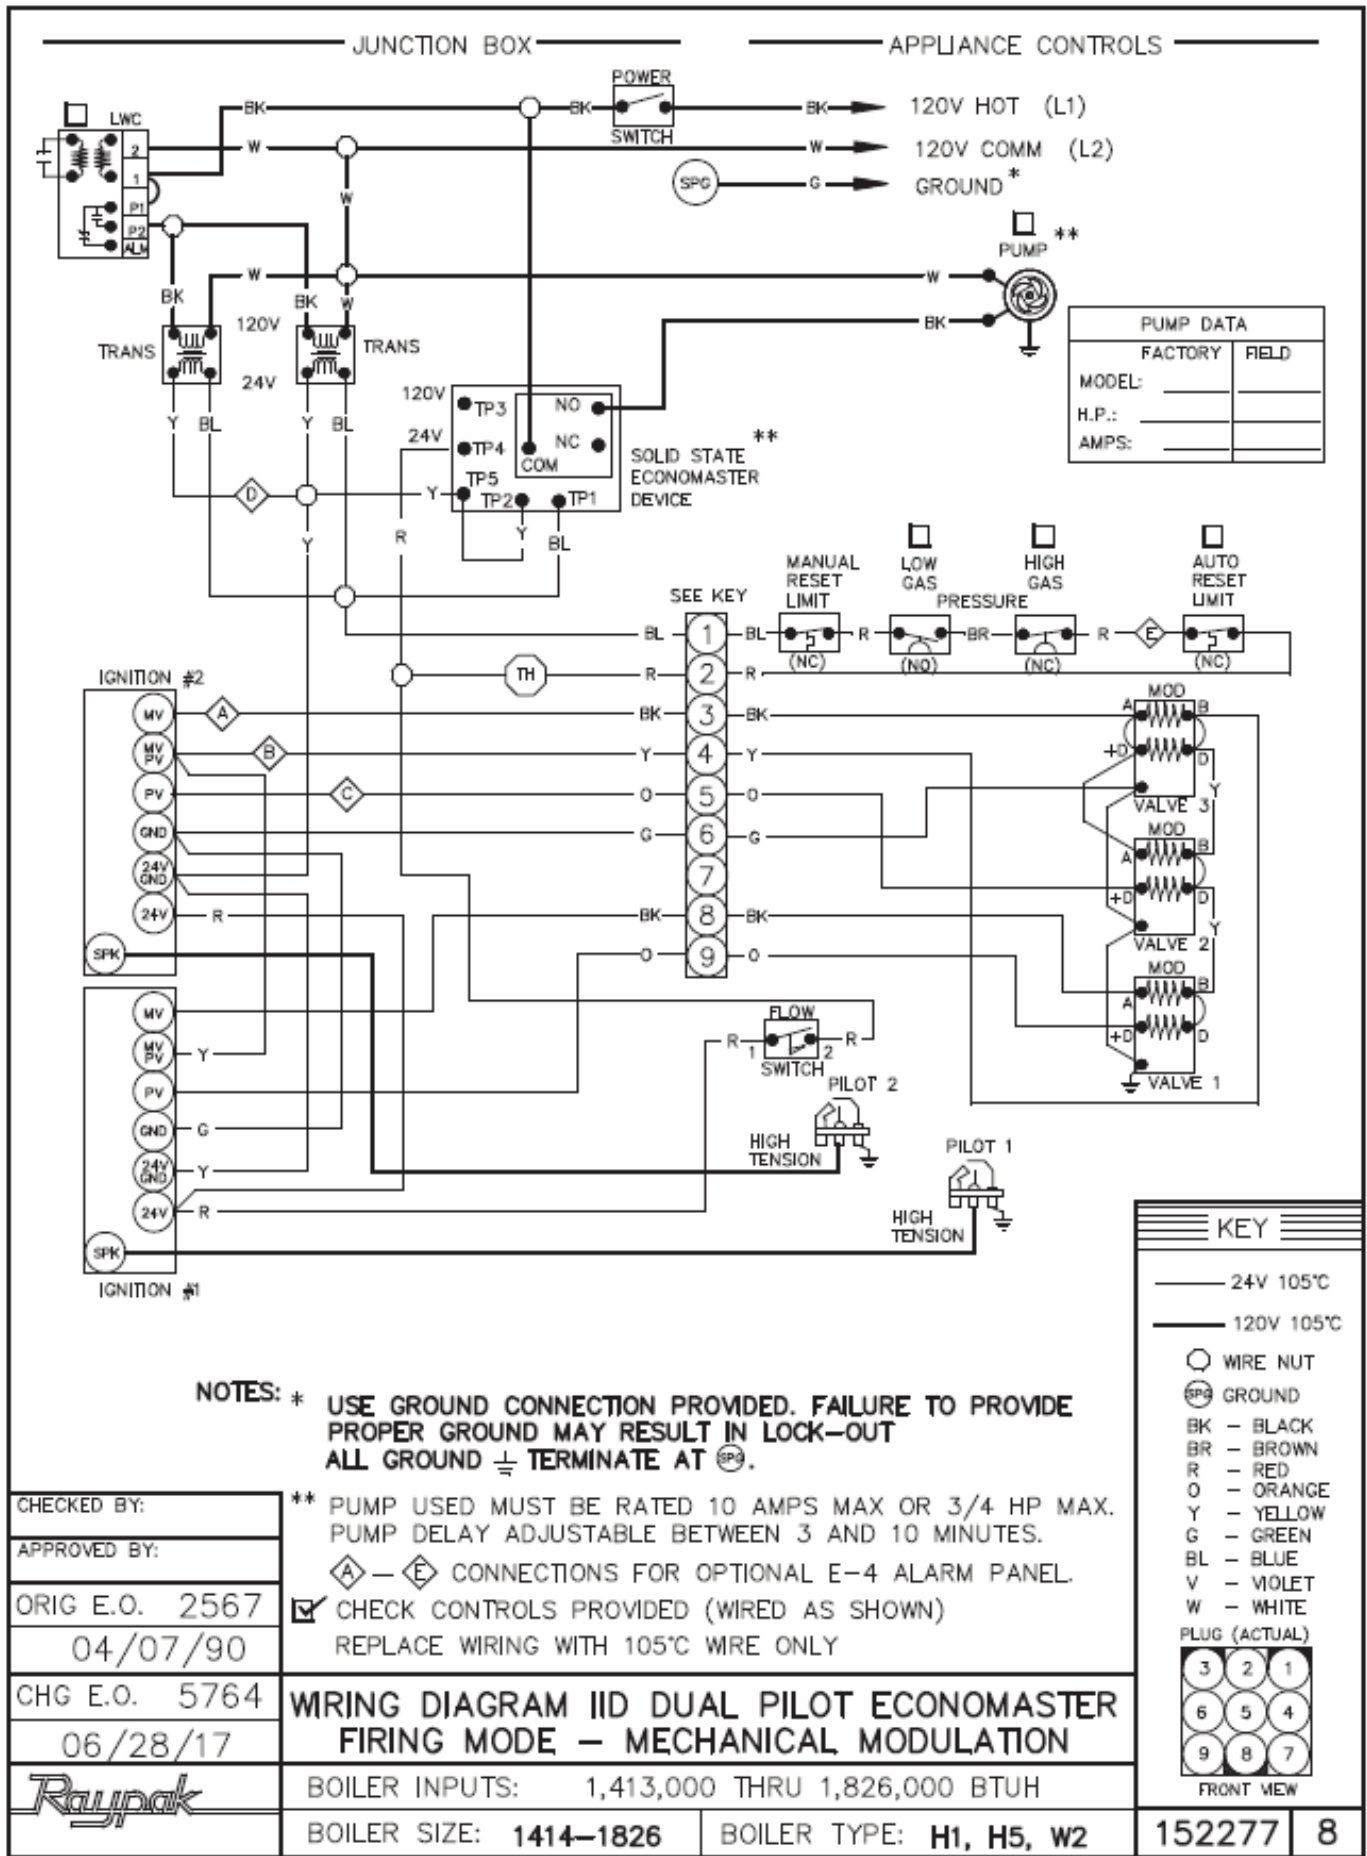 JUNCTION BOX
APPLIANCE CONTROLS
LWC
2
1
P1
P2
ALM
BK
BK
POWER
SWITCH
BK
120V HOT (L1)
W
W
120V COMM (L2)
W
SPG
G
GROUND *
PUMP **
W
W
BK
BK
BK
W
TRANS
120V
TRANS
24V
Y
BL
Y
BL
120V
TP3
NO
24V
TP4
NC
COM
TP5
TP2
TP1
SOLID STATE **
ECONOMASTER
DEVICE
PUMP DATA
FACTORY FIELD
MODEL:
H.P.:
AMPS:
D
Y
Y
BL
R
Y
SEE KEY
MANUAL
RESET
LIMIT
(NC)
LOW
GAS
HIGH
GAS
PRESSURE
(NO)
(NC)
AUTO
RESET
LIMIT
(NC)
BL 1 BL R BR R E
TH R 2 R
IGNITION #2
MV A BK 3 BK
MV
PV B Y 4 Y
PV C O 5 O
GND G 6 G
24V
GND 7
24V R BK 8 BK
SPK O 9 O
MOD
A B
+D D
VALVE 3
Y
MOD
A B
+D D
VALVE 2
Y
MOD
A B
+D D
VALVE 1
MV
MV
PV Y
PV
GND G
24V
GND Y
24V R
SPK
IGNITION #1
FLOW
R 1 2 R
SWITCH
PILOT 2
HIGH
TENSION
PILOT 1
HIGH
TENSION
KEY
24V 105°C
120V 105°C
WIRE NUT
SPG GROUND
BK – BLACK
BR – BROWN
R – RED
O – ORANGE
Y – YELLOW
G – GREEN
BL – BLUE
V – VIOLET
W – WHITE
PLUG (ACTUAL)
3 2 1
6 5 4
9 8 7
FRONT VIEW
NOTES: * USE GROUND CONNECTION PROVIDED. FAILURE TO PROVIDE
PROPER GROUND MAY RESULT IN LOCK–OUT
ALL GROUND TERMINATE AT SPG.
** PUMP USED MUST BE RATED 10 AMPS MAX OR 3/4 HP MAX.
PUMP DELAY ADJUSTABLE BETWEEN 3 AND 10 MINUTES.
A – E CONNECTIONS FOR OPTIONAL E–4 ALARM PANEL.
CHECK CONTROLS PROVIDED (WIRED AS SHOWN)
REPLACE WIRING WITH 105°C WIRE ONLY
CHECKED BY:
APPROVED BY:
ORIG E.O. 2567
04/07/90
CHG E.O. 5764
06/28/17
Raypak
WIRING DIAGRAM IID DUAL PILOT ECONOMASTER
FIRING MODE – MECHANICAL MODULATION
BOILER INPUTS: 1,413,000 THRU 1,826,000 BTUH
BOILER SIZE: 1414–1826
BOILER TYPE: H1, H5, W2
152277 8